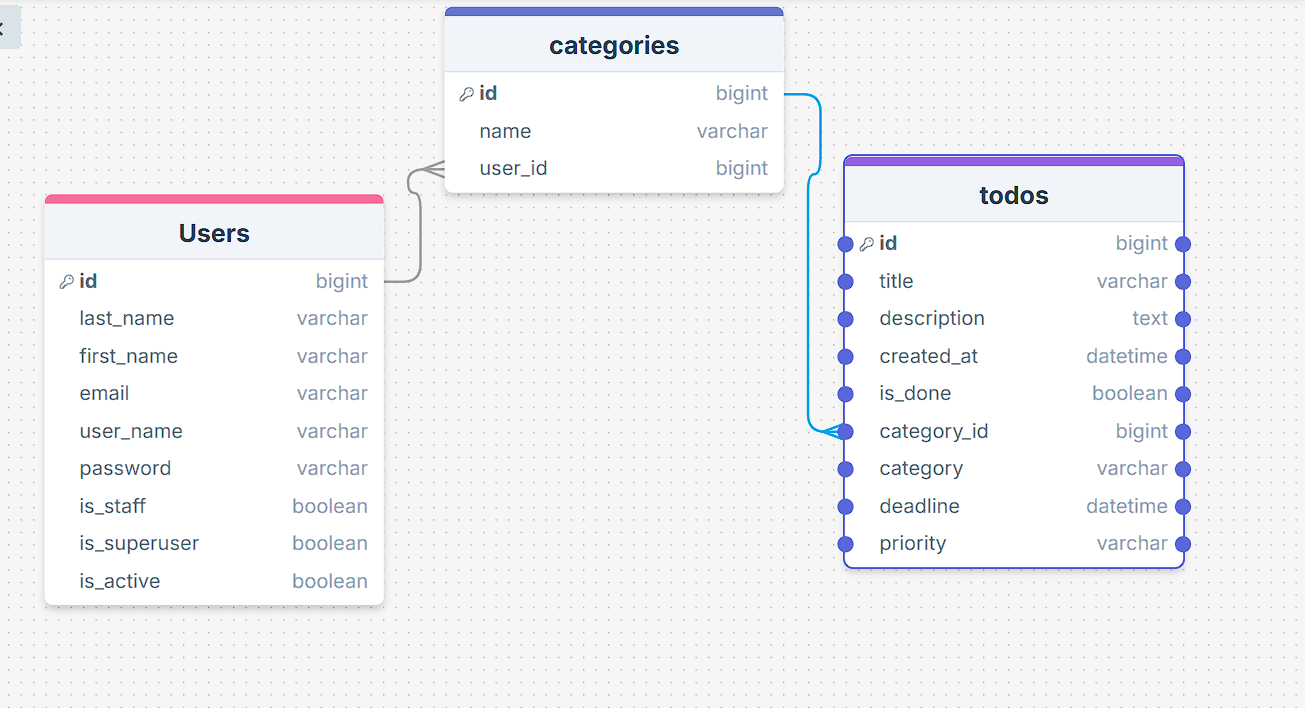 categories
id bigint
name varchar
user_id bigint
Users
id bigint
last_name varchar
first_name varchar
email varchar
user_name varchar
password varchar
is_staff boolean
is_superuser boolean
is_active boolean
todos
id bigint
title varchar
description text
created_at datetime
is_done boolean
category_id bigint
category varchar
deadline datetime
priority varchar